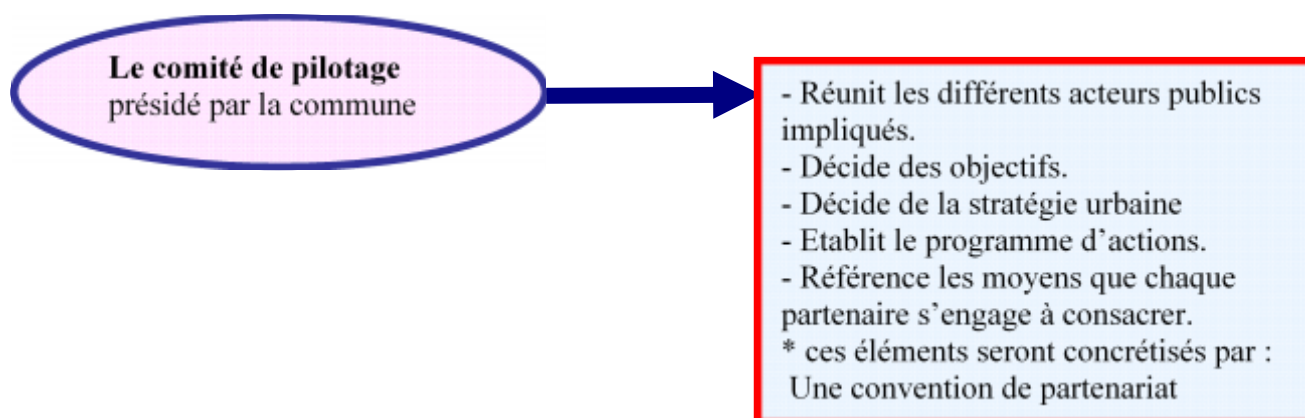 Le comité de pilotage
présidé par la commune
- Réunit les différents acteurs publics
impliqués.
- Décide des objectifs.
- Décide de la stratégie urbaine
- Etablit le programme d’actions.
- Référence les moyens que chaque
partenaire s’engage à consacrer.
* ces éléments seront concrétisés par :
Une convention de partenariat